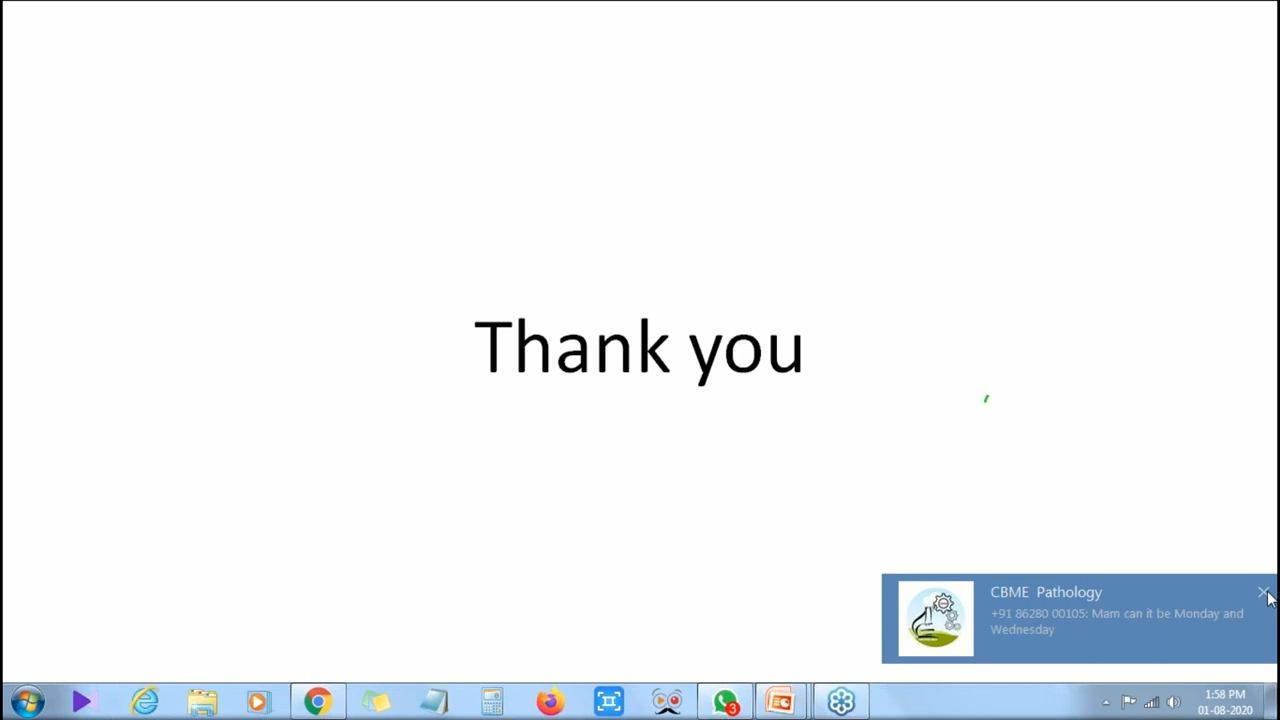 Thank you
CBME Pathology
+91 86280 00105: Mam can it be Monday and
Wednesday
3
1:58 PM
01-08-2020